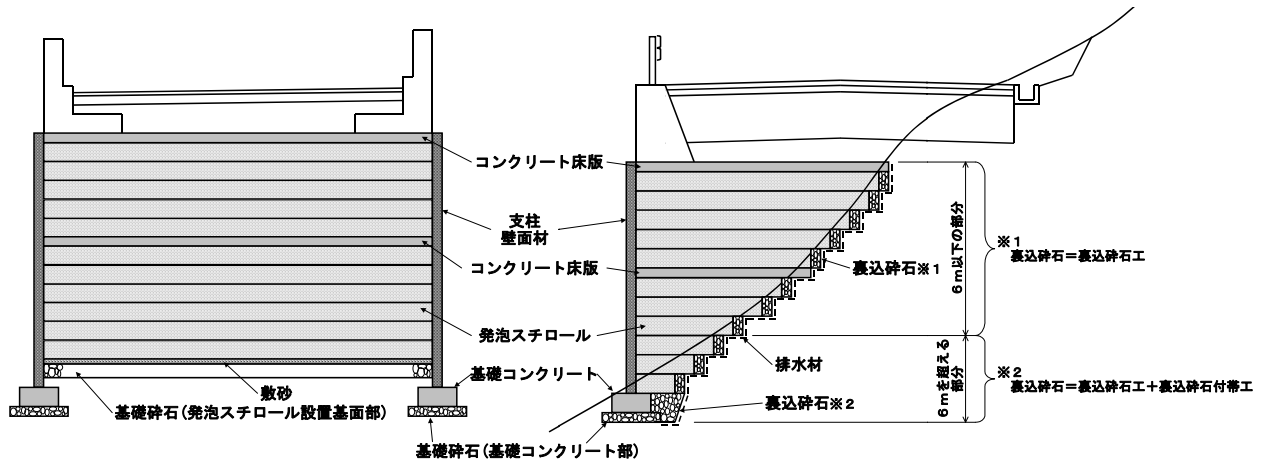 コンクリート床版
支柱
壁面材
コンクリート床版
発泡スチロール
基礎コンクリート
敷砂
基礎砕石(発泡スチロール設置基面部)
基礎砕石(基礎コンクリート部)
裏込砕石※1
排水材
裏込砕石※2
6m以下の部分
6mを超える
部分
※1
裏込砕石=裏込砕石工
※2
裏込砕石=裏込砕石工+裏込砕石付帯工